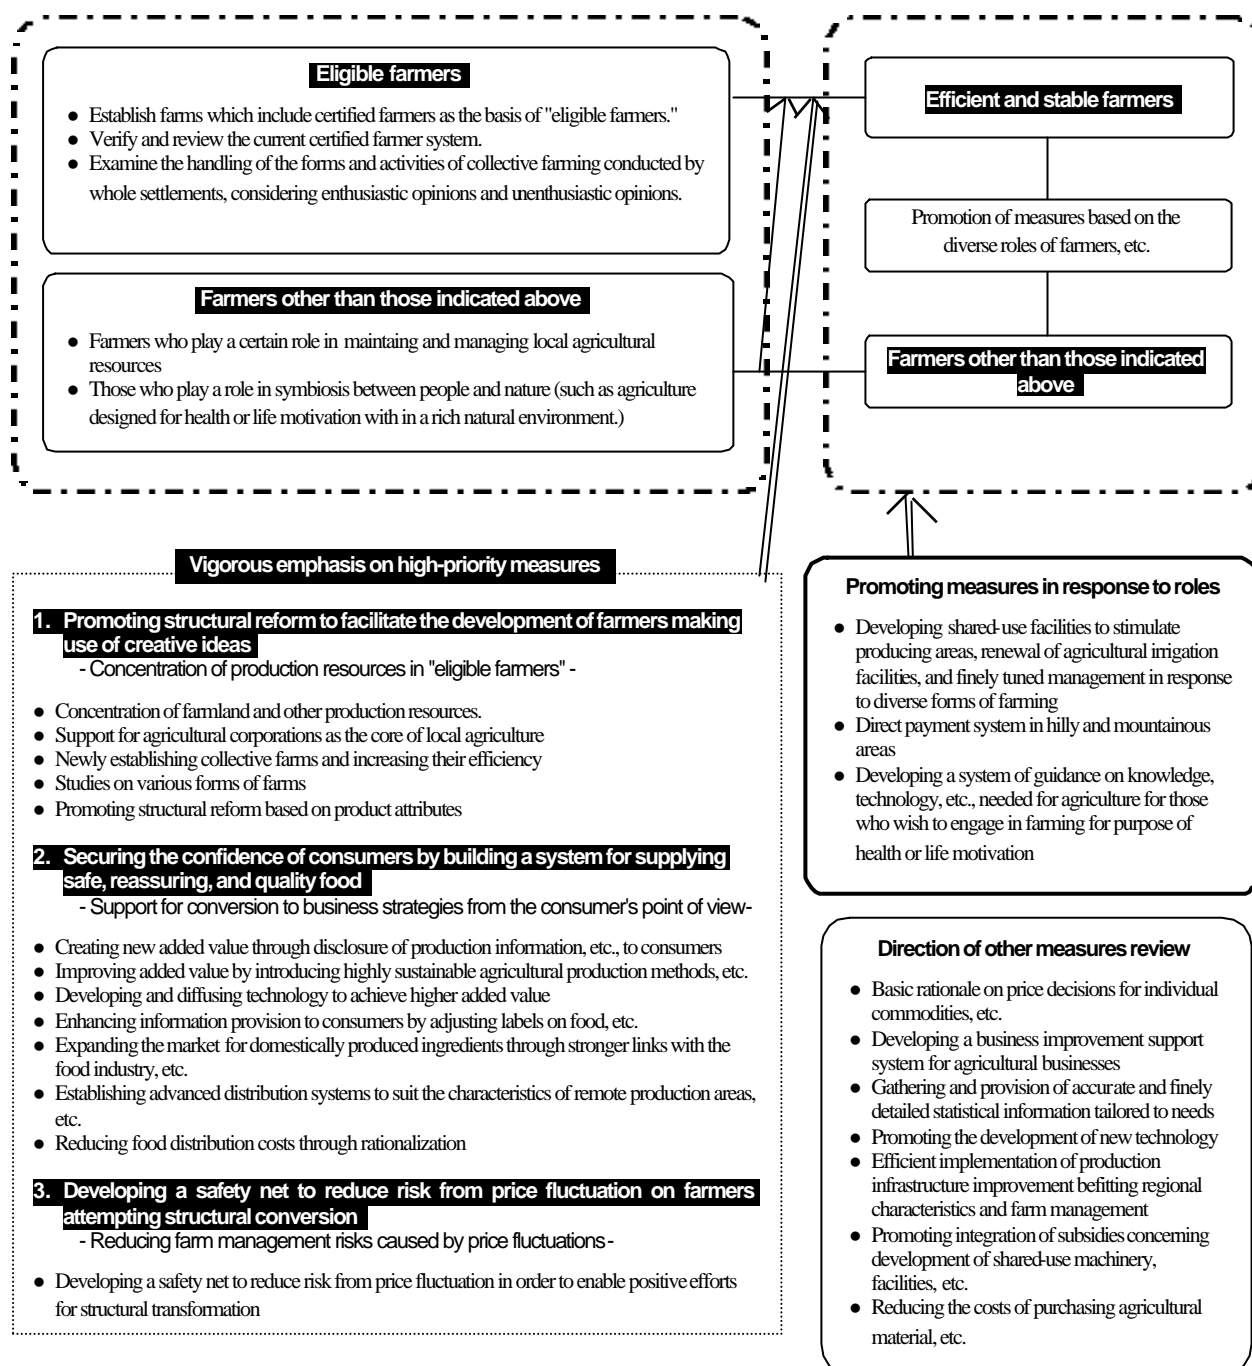 Eligible farmers
● Establish farms which include certified farmers as the basis of "eligible farmers."
● Verify and review the current certified farmer system.
● Examine the handling of the forms and activities of collective farming conducted by
whole settlements, considering enthusiastic opinions and unenthusiastic opinions.
Farmers other than those indicated above
● Farmers who play a certain role in maintaing and managing local agricultural
resources
● Those who play a role in symbiosis between people and nature (such as agriculture
designed for health or life motivation with in a rich natural environment.)
Efficient and stable farmers
Promotion of measures based on the
diverse roles of farmers, etc.
Farmers other than those indicated
above
Vigorous emphasis on high-priority measures
1. Promoting structural reform to facilitate the development of farmers making
use of creative ideas
- Concentration of production resources in "eligible farmers" -
● Concentration of farmland and other production resources.
● Support for agricultural corporations as the core of local agriculture
● Newly establishing collective farms and increasing their efficiency
● Studies on various forms of farms
● Promoting structural reform based on product attributes
2. Securing the confidence of consumers by building a system for supplying
safe, reassuring, and quality food
- Support for conversion to business strategies from the consumer's point of view-
● Creating new added value through disclosure of production information, etc., to consumers
● Improving added value by introducing highly sustainable agricultural production methods, etc.
● Developing and diffusing technology to achieve higher added value
● Enhancing information provision to consumers by adjusting labels on food, etc.
● Expanding the market for domestically produced ingredients through stronger links with the
food industry, etc.
● Establishing advanced distribution systems to suit the characteristics of remote production areas,
etc.
● Reducing food distribution costs through rationalization
3. Developing a safety net to reduce risk from price fluctuation on farmers
attempting structural conversion
- Reducing farm management risks caused by price fluctuations-
● Developing a safety net to reduce risk from price fluctuation in order to enable positive efforts
for structural transformation
Promoting measures in response to roles
● Developing shared-use facilities to stimulate
producing areas, renewal of agricultural irrigation
facilities, and finely tuned management in response
to diverse forms of farming
● Direct payment system in hilly and mountainous
areas
● Developing a system of guidance on knowledge,
technology, etc., needed for agriculture for those
who wish to engage in farming for purpose of
health or life motivation
Direction of other measures review
● Basic rationale on price decisions for individual
commodities, etc.
● Developing a business improvement support
system for agricultural businesses
● Gathering and provision of accurate and finely
detailed statistical information tailored to needs
● Promoting the development of new technology
● Efficient implementation of production
infrastructure improvement befitting regional
characteristics and farm management
● Promoting integration of subsidies concerning
development of shared-use machinery,
facilities, etc.
● Reducing the costs of purchasing agricultural
material, etc.